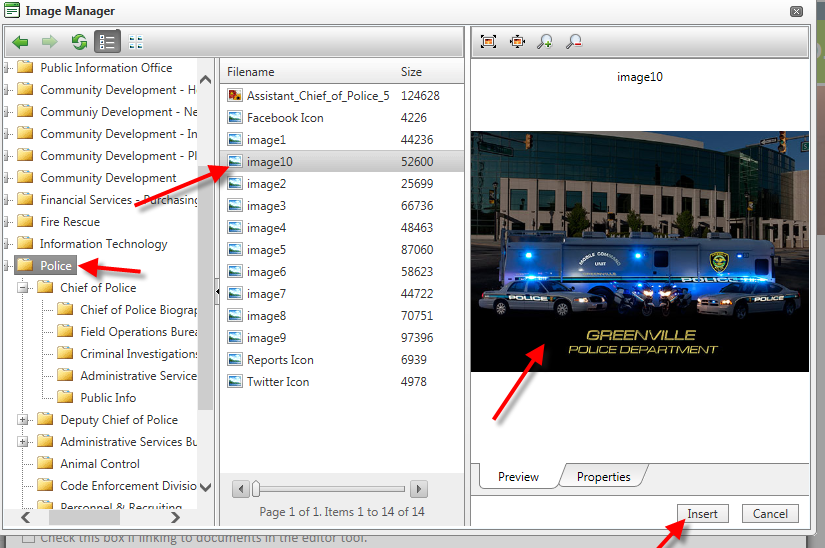 Image Manager
Public Information Office
Community Development - H
Communiy Development - Ne
Community Development - In
Community Development - Pl
Community Development
Financial Services - Purchasing
Fire Rescue
Information Technology
Police
Chief of Police
Chief of Police Biograp
Field Operations Burea
Criminal Investigations
Administrative Service
Public Info
Deputy Chief of Police
Administrative Services Bu
Animal Control
Code Enforcement Divisio
Personnel & Recruiting
Filename Size
Assistant_Chief_of_Police_5 124628
Facebook Icon 4226
image1 44236
image10 52600
image2 25699
image3 66736
image4 48463
image5 87060
image6 58623
image7 44722
image8 70751
image9 97396
Reports Icon 6939
Twitter Icon 4978
Page 1 of 1. Items 1 to 14 of 14
image10
MOBILE COMMAND
UNIT
GREENVILLE
POLICE
POLICE
POLICE
GREENVILLE
POLICE DEPARTMENT
Preview Properties
Insert Cancel
Check this box if linking to documents in the editor tool.